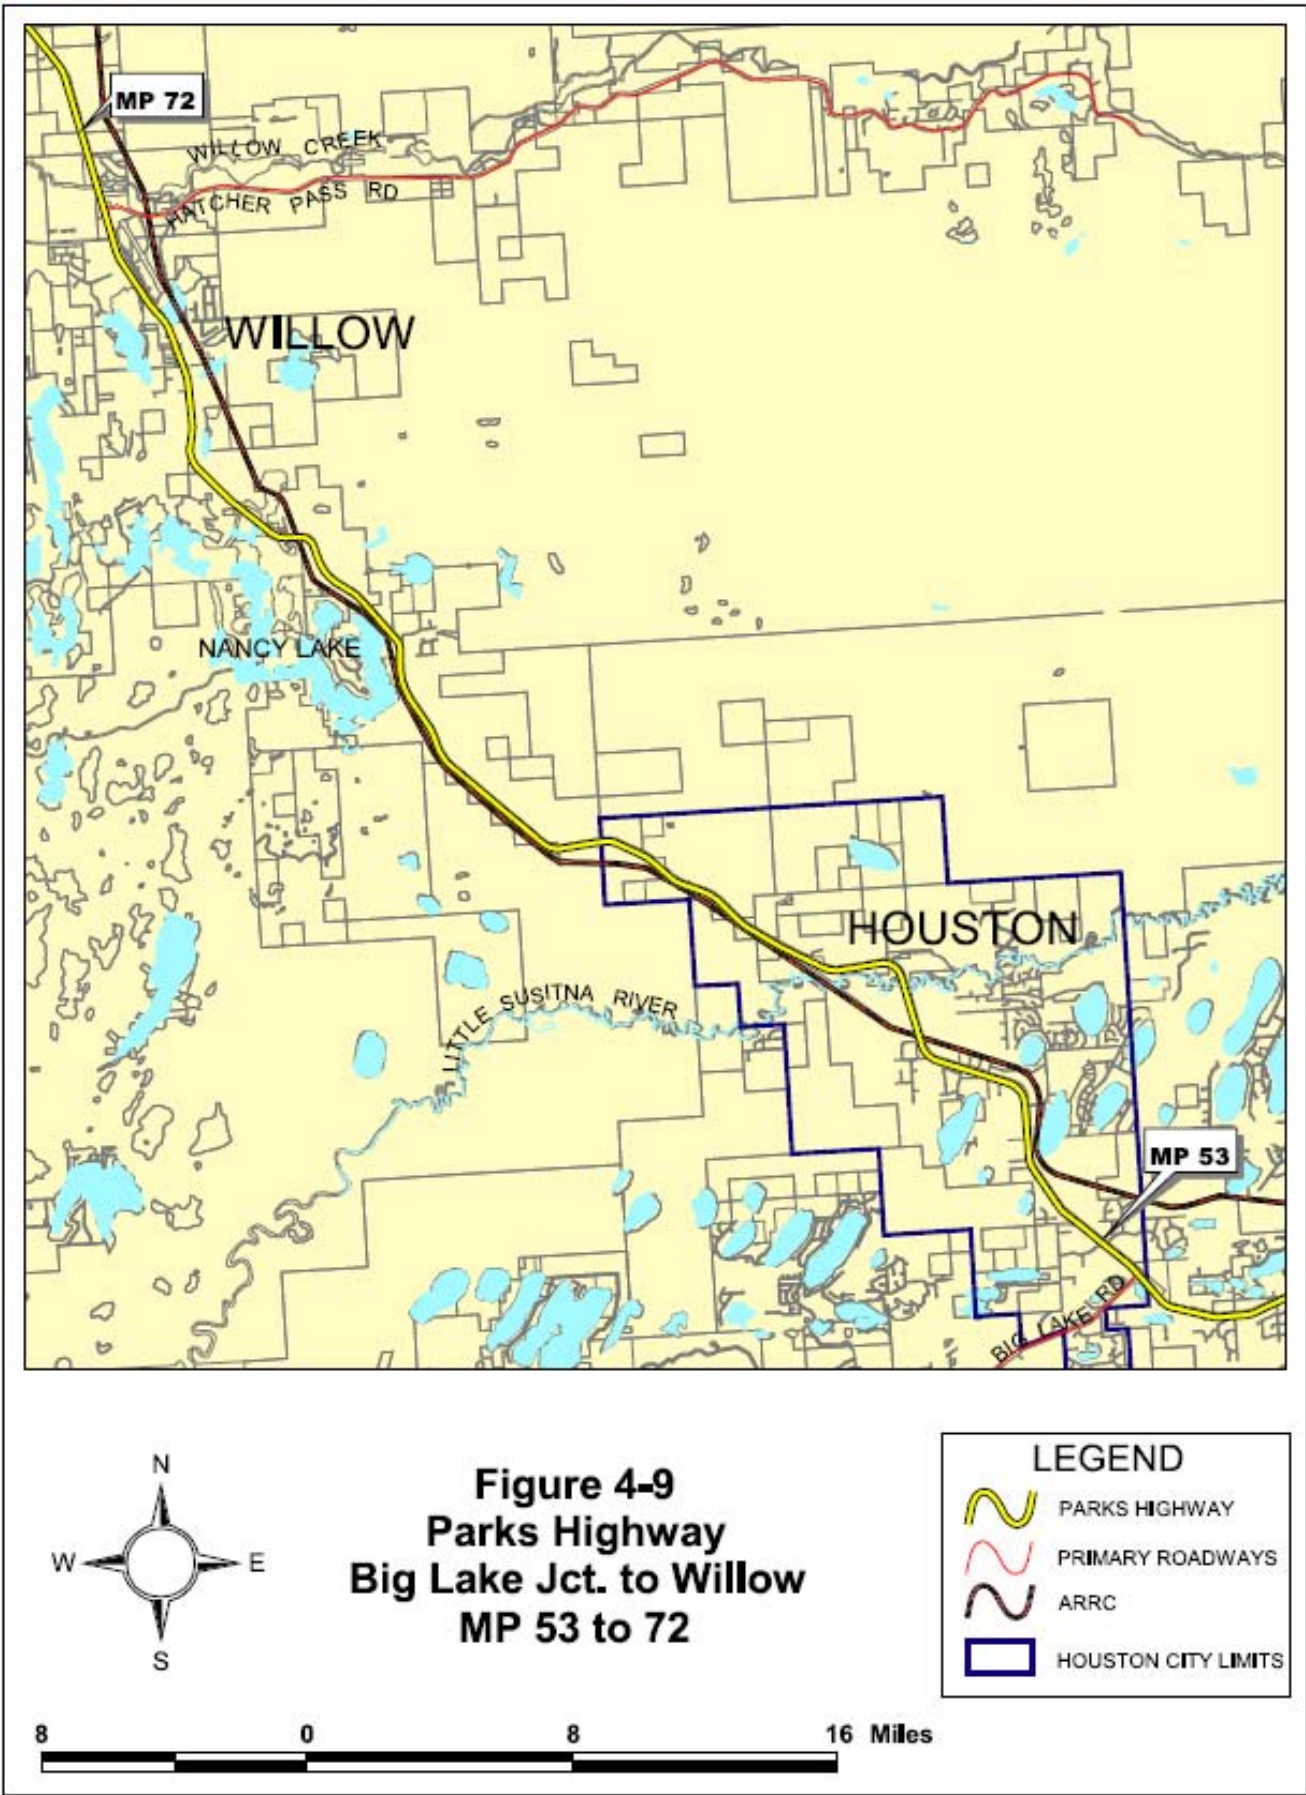 MP 72
WILLOW CREEK
HATCHER PASS RD
WILLOW
NANCY LAKE
HOUSTON
LITTLE SUSITNA RIVER
MP 53
BIG LAKE RD
N
W E
S
Figure 4-9
Parks Highway
Big Lake Jct. to Willow
MP 53 to 72
LEGEND
PARKS HIGHWAY
PRIMARY ROADWAYS
ARRC
HOUSTON CITY LIMITS
8 0 8 16 Miles